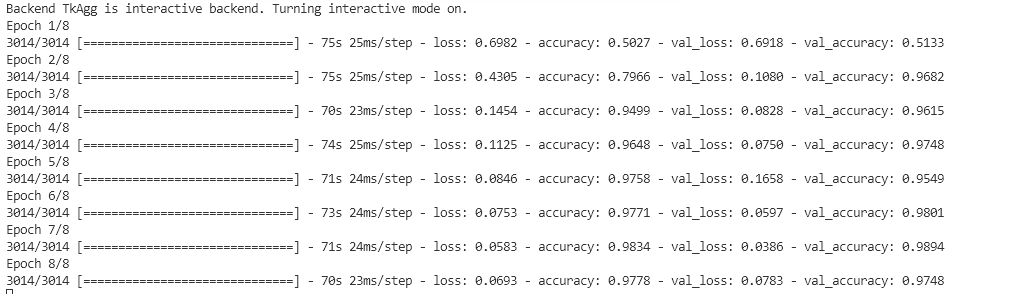 Backend TkAgg is interactive backend. Turning interactive mode on.
Epoch 1/8
3014/3014 [==============================] - 75s 25ms/step - loss: 0.6982 - accuracy: 0.5027 - val_loss: 0.6918 - val_accuracy: 0.5133
Epoch 2/8
3014/3014 [==============================] - 75s 25ms/step - loss: 0.4305 - accuracy: 0.7966 - val_loss: 0.1080 - val_accuracy: 0.9682
Epoch 3/8
3014/3014 [==============================] - 70s 23ms/step - loss: 0.1454 - accuracy: 0.9499 - val_loss: 0.0828 - val_accuracy: 0.9615
Epoch 4/8
3014/3014 [==============================] - 74s 25ms/step - loss: 0.1125 - accuracy: 0.9648 - val_loss: 0.0750 - val_accuracy: 0.9748
Epoch 5/8
3014/3014 [==============================] - 71s 24ms/step - loss: 0.0846 - accuracy: 0.9758 - val_loss: 0.1658 - val_accuracy: 0.9549
Epoch 6/8
3014/3014 [==============================] - 73s 24ms/step - loss: 0.0753 - accuracy: 0.9771 - val_loss: 0.0597 - val_accuracy: 0.9801
Epoch 7/8
3014/3014 [==============================] - 71s 24ms/step - loss: 0.0583 - accuracy: 0.9834 - val_loss: 0.0386 - val_accuracy: 0.9894
Epoch 8/8
3014/3014 [==============================] - 70s 23ms/step - loss: 0.0693 - accuracy: 0.9778 - val_loss: 0.0783 - val_accuracy: 0.9748